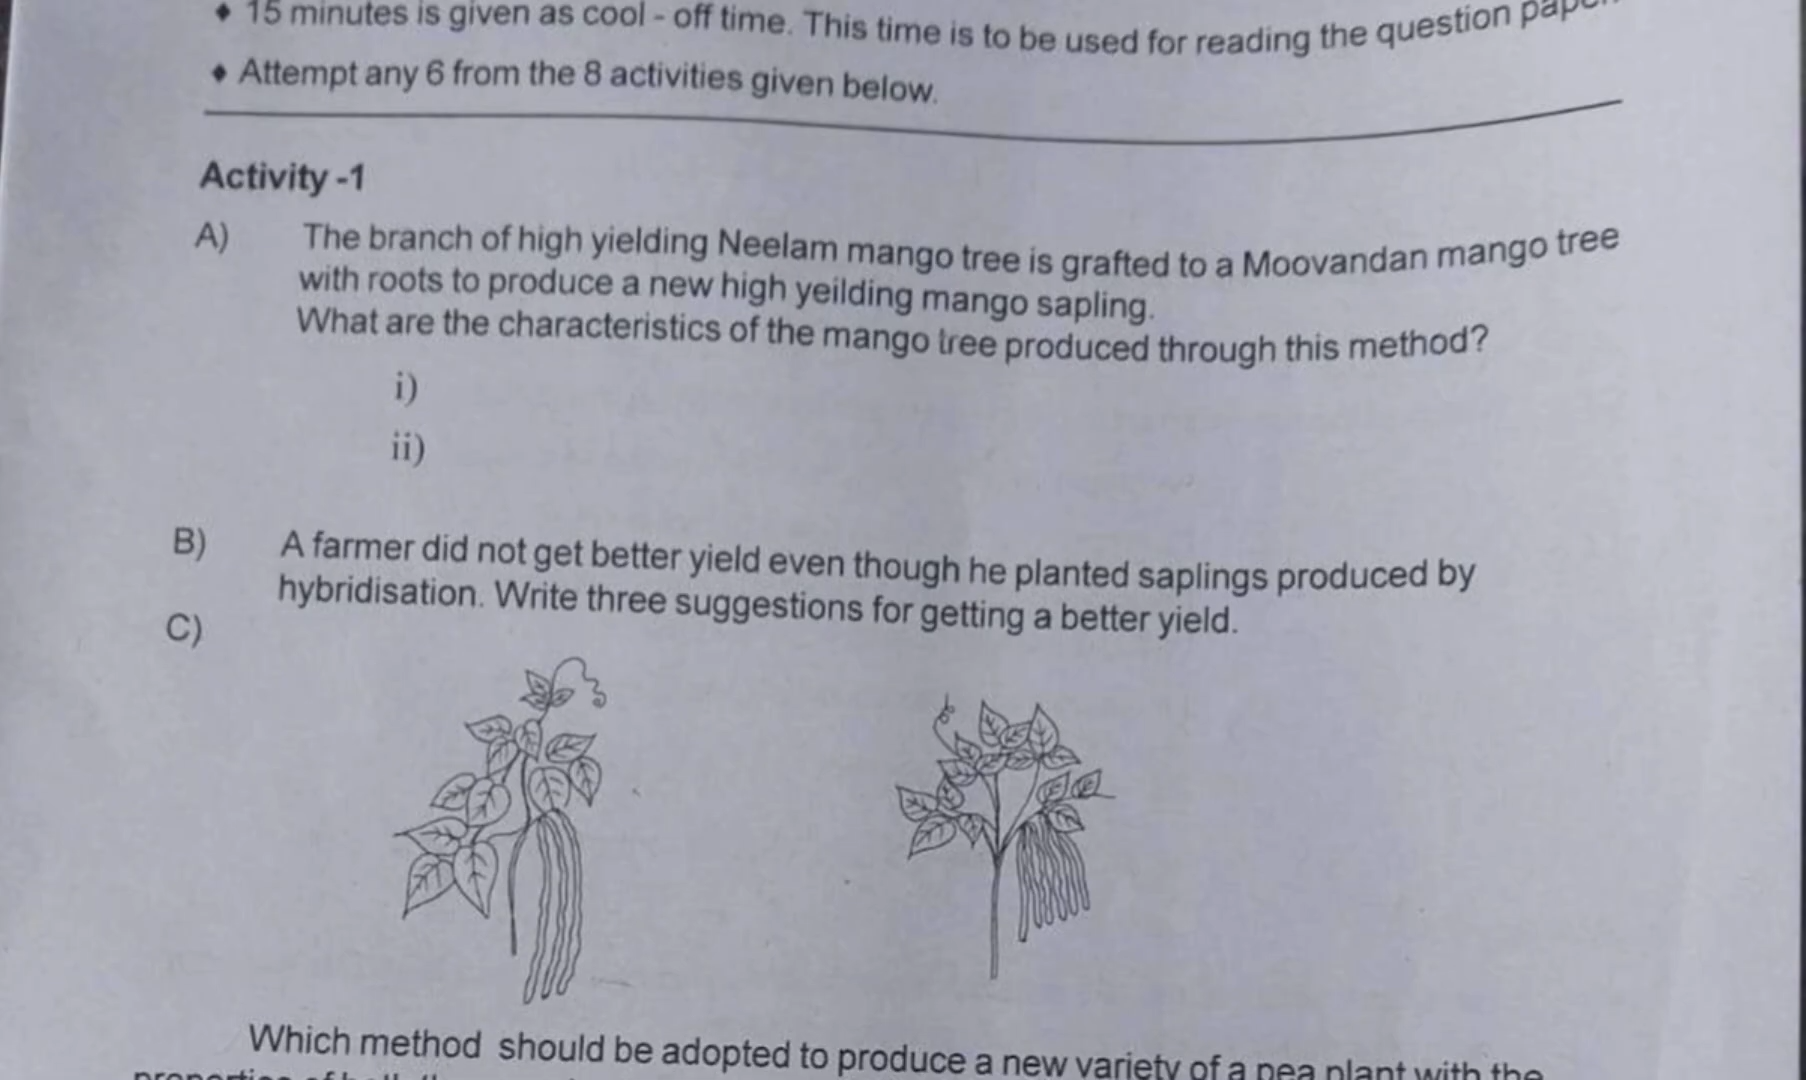 ♦ 15 minutes is given as cool - off time. This time is to be used for reading the question
♦ Attempt any 6 from the 8 activities given below.
Activity -1
A) The branch of high yielding Neelam mango tree is grafted to a Moovandan mango tree
with roots to produce a new high yeilding mango sapling.
What are the characteristics of the mango tree produced through this method?
i)
ii)
B) A farmer did not get better yield even though he planted saplings produced by
hybridisation. Write three suggestions for getting a better yield.
C)
Which method should be adopted to produce a new variety of a pea plant with the